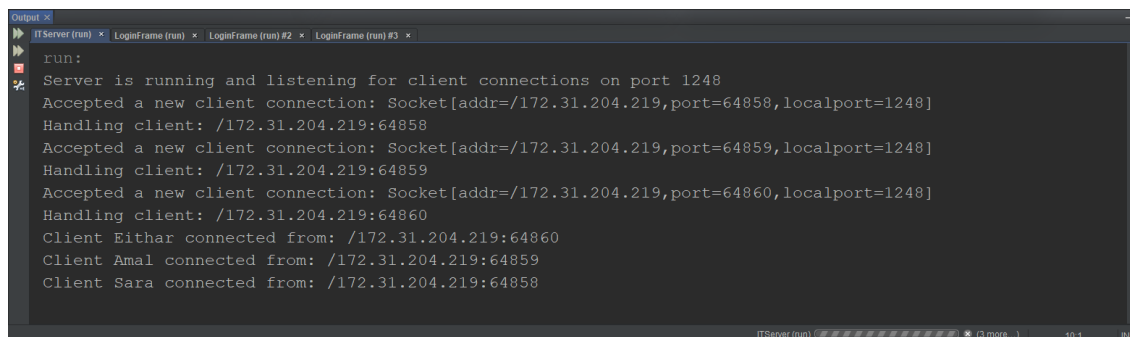 Output ×
ITServer (run) × LoginFrame (run) × LoginFrame (run) #2 × LoginFrame (run) #3 ×
run:
Server is running and listening for client connections on port 1248
Accepted a new client connection: Socket[addr=/172.31.204.219,port=64858,localport=1248]
Handling client: /172.31.204.219:64858
Accepted a new client connection: Socket[addr=/172.31.204.219,port=64859,localport=1248]
Handling client: /172.31.204.219:64859
Accepted a new client connection: Socket[addr=/172.31.204.219,port=64860,localport=1248]
Handling client: /172.31.204.219:64860
Client Eithar connected from: /172.31.204.219:64860
Client Amal connected from: /172.31.204.219:64859
Client Sara connected from: /172.31.204.219:64858
ITServer (run) (3 more...) 10:1 IN